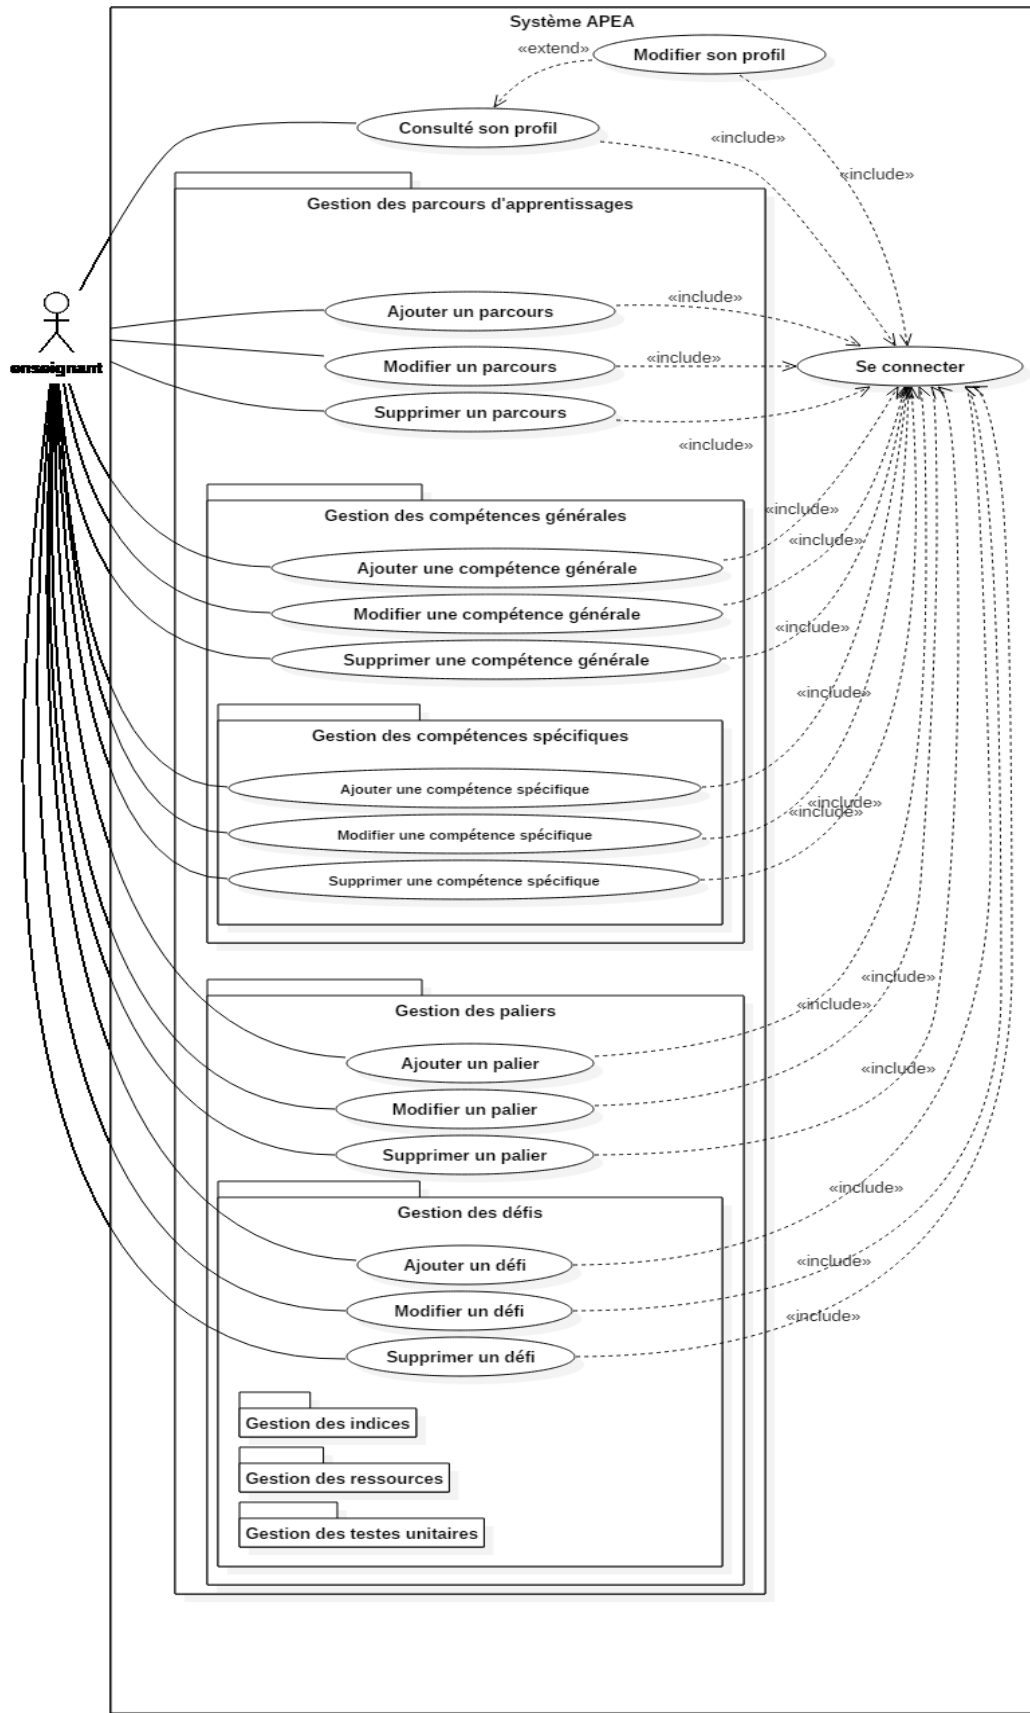 Système APEA
«extend»
Modifier son profil
Consulté son profil
«include»
«include»
Gestion des parcours d'apprentissages
enseignant
Ajouter un parcours
«include»
Modifier un parcours
«include»
Se connecter
Supprimer un parcours
«include»
Gestion des compétences générales
«include»
«include»
Ajouter une compétence générale
Modifier une compétence générale
«include»
Supprimer une compétence générale
«include»
Gestion des compétences spécifiques
Ajouter une compétence spécifique
«include»
«include»
Modifier une compétence spécifique
Supprimer une compétence spécifique
«include»
«include»
Gestion des paliers
Ajouter un palier
«include»
Modifier un palier
Supprimer un palier
«include»
Gestion des défis
Ajouter un défi
«include»
Modifier un défi
«include»
Supprimer un défi
Gestion des indices
Gestion des ressources
Gestion des testes unitaires